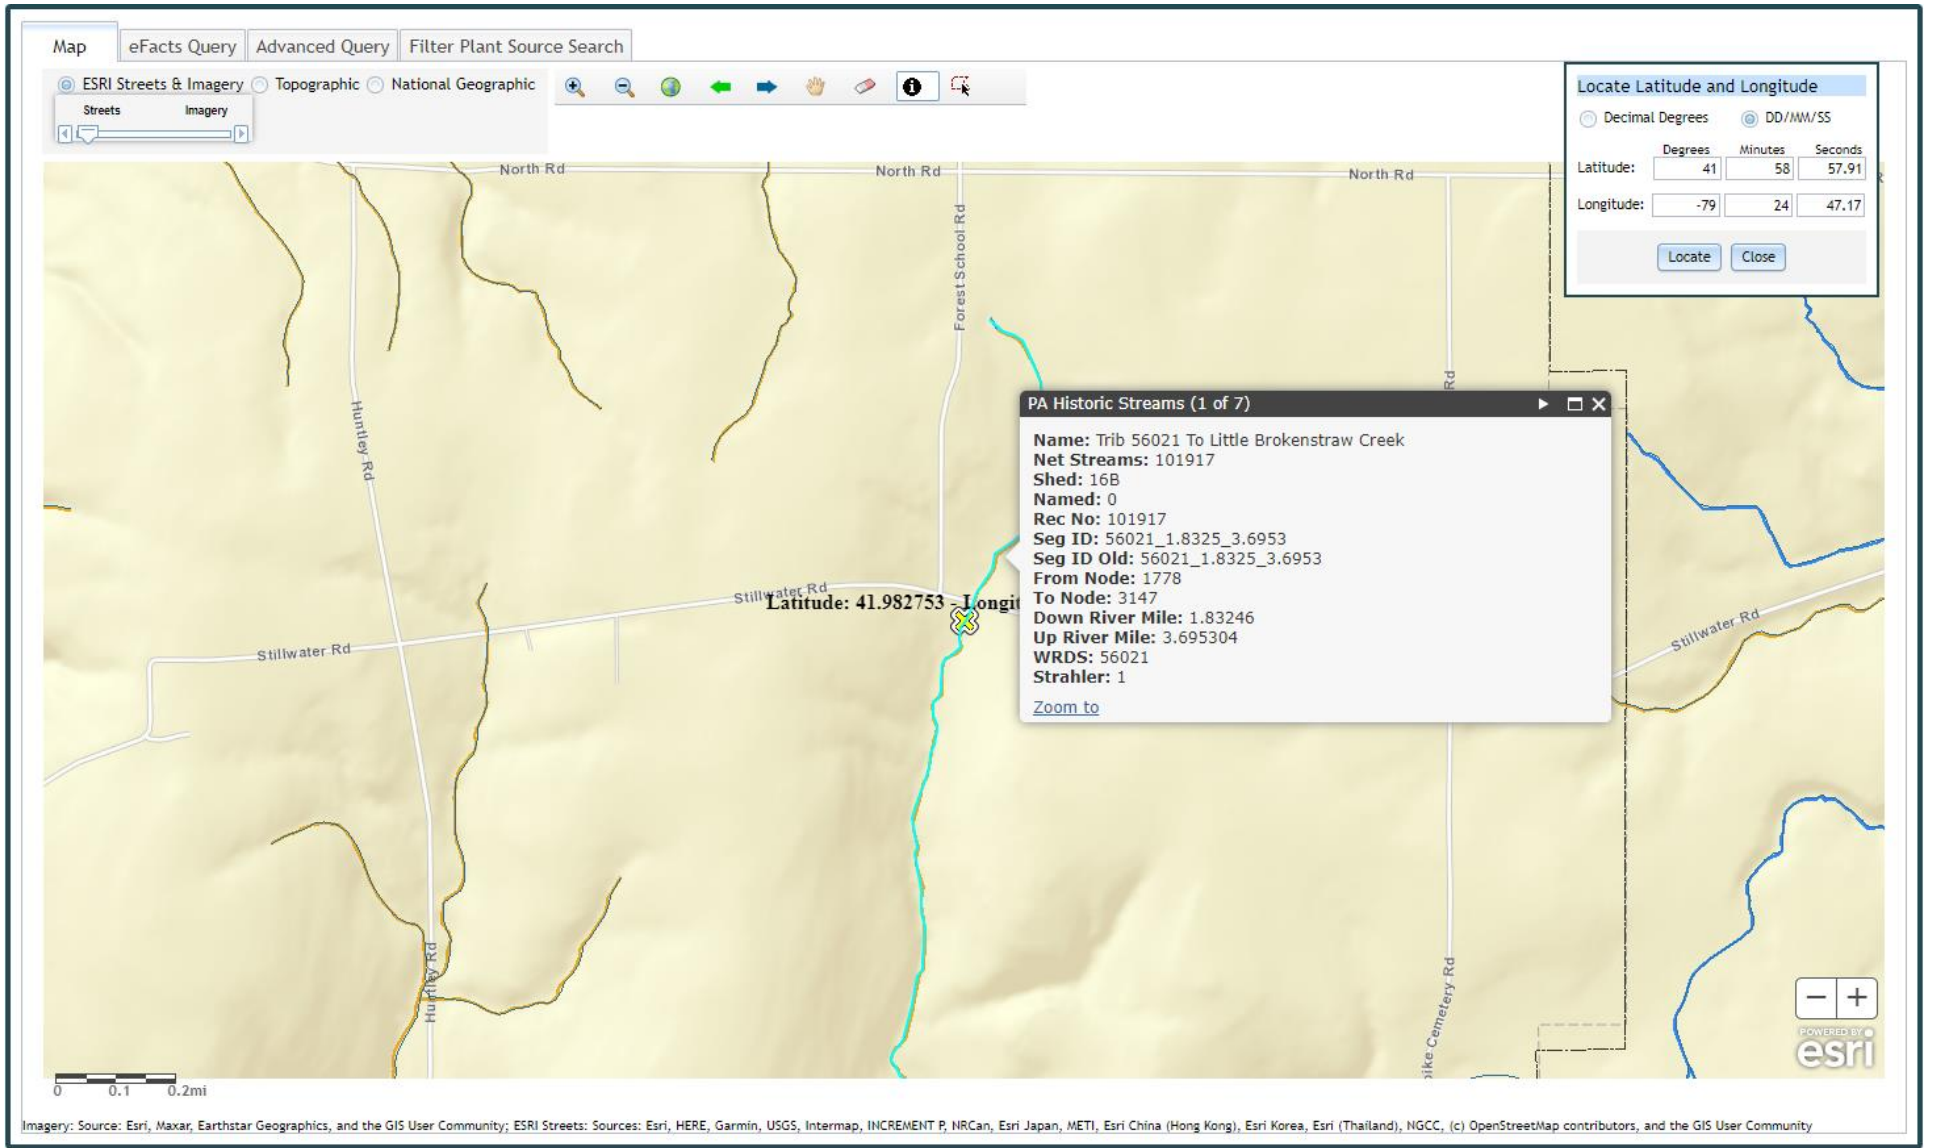 Map eFacts Query Advanced Query Filter Plant Source Search
ESRI Streets & Imagery Topographic National Geographic
Streets Imagery
Locate Latitude and Longitude
Decimal Degrees DD/MM/SS
Degrees Minutes Seconds
Latitude: 41 58 57.91
Longitude: -79 24 47.17
Locate Close
North Rd North Rd North Rd
Forest School Rd
Huntley Rd
Rd
PA Historic Streams (1 of 7)
Name: Trib 56021 To Little Brokenstraw Creek
Net Streams: 101917
Shed: 16B
Named: 0
Rec No: 101917
Seg ID: 56021_1.8325_3.6953
Seg ID Old: 56021_1.8325_3.6953
From Node: 1778
To Node: 3147
Down River Mile: 1.83246
Up River Mile: 3.695304
WRDS: 56021
Strahler: 1
Zoom to
Stillwater Rd
Latitude: 41.982753 - Longit
Stillwater Rd
Stillwater Rd
Huntley Rd
ike Cemetery Rd
POWERED BY
esri
0 0.1 0.2mi
Imagery: Source: Esri, Maxar, Earthstar Geographics, and the GIS User Community; ESRI Streets: Sources: Esri, HERE, Garmin, USGS, Intermap, INCREMENT P, NRCan, Esri Japan, METI, Esri China (Hong Kong), Esri Korea, Esri (Thailand), NGCC, (c) OpenStreetMap contributors, and the GIS User Community